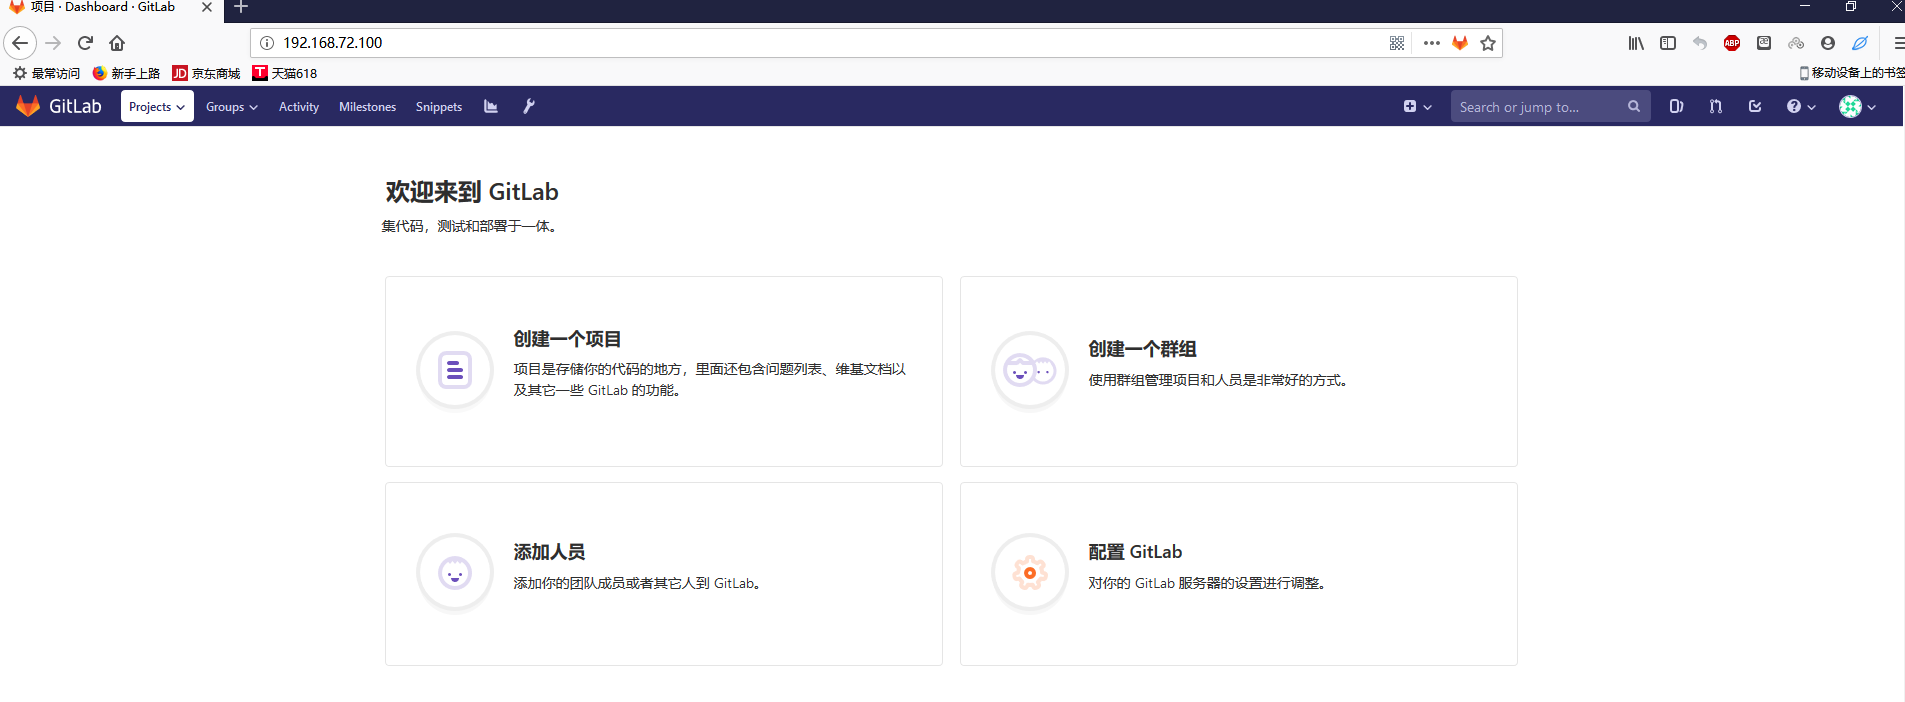 项目 · Dashboard · GitLab
192.168.72.100
最常访问 新手上路 JD 京东商城 T 天猫618 移动设备上的书签
GitLab Projects Groups Activity Milestones Snippets Search or jump to...
欢迎来到 GitLab
集代码，测试和部署于一体。
创建一个项目
项目是存储你的代码的地方，里面还包含问题列表、维基文档以
及其它一些 GitLab 的功能。
创建一个群组
使用群组管理项目和人员是非常好的方式。
添加人员
添加你的团队成员或者其它人到 GitLab。
配置 GitLab
对你的 GitLab 服务器的设置进行调整。